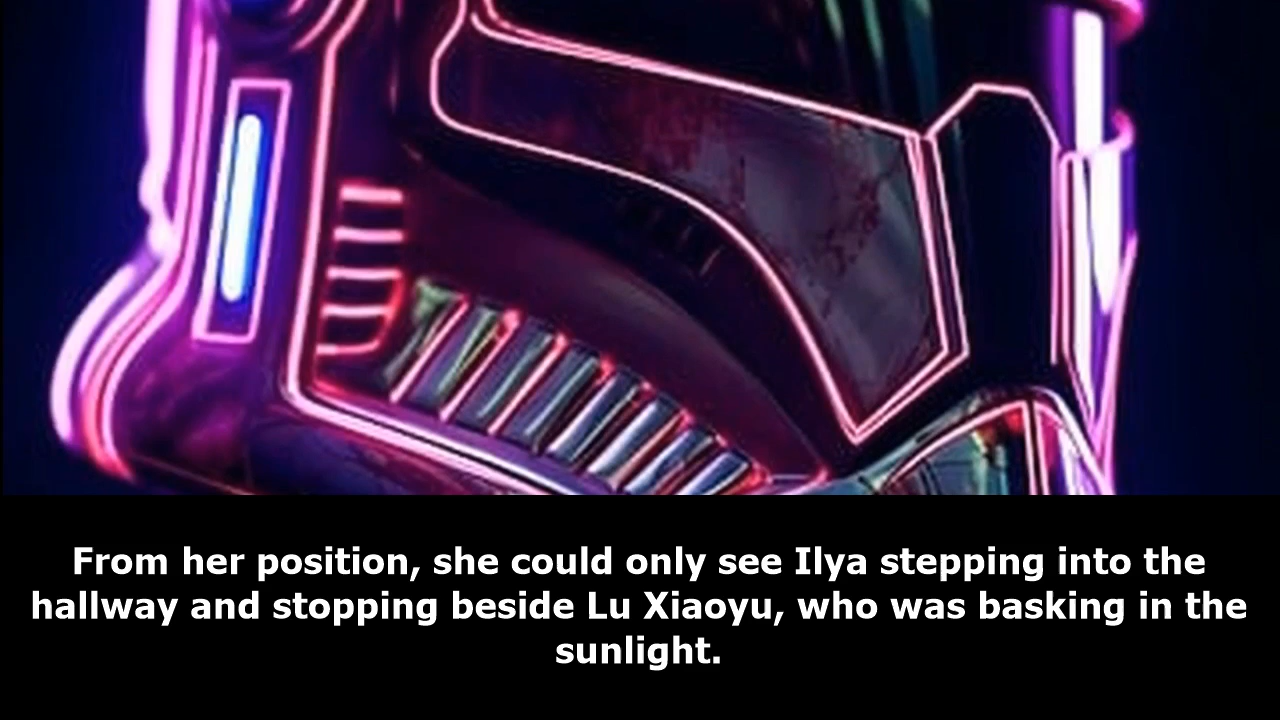 From her position, she could only see Ilya stepping into the
hallway and stopping beside Lu Xiaoyu, who was basking in the
sunlight.